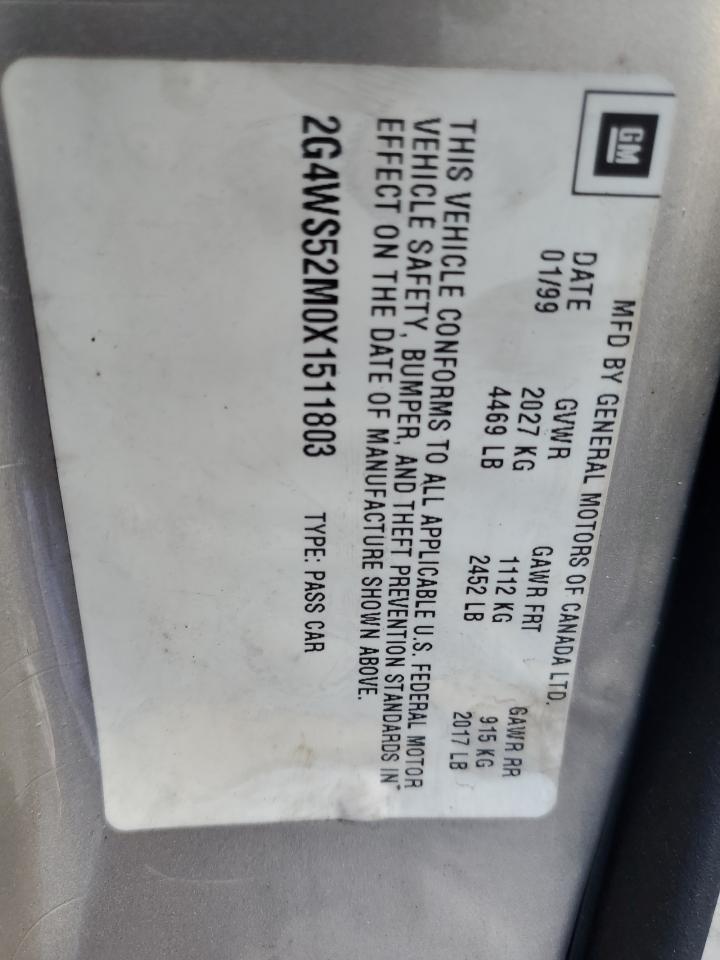 GM
MFD BY GENERAL MOTORS OF CANADA LTD.
DATE GVWR GAWR FRT GAWR RR
01/99 2027 KG 1112 KG 915 KG
4469 LB 2452 LB 2017 LB
THIS VEHICLE CONFORMS TO ALL APPLICABLE U.S. FEDERAL MOTOR
VEHICLE SAFETY, BUMPER, AND THEFT PREVENTION STANDARDS IN
EFFECT ON THE DATE OF MANUFACTURE SHOWN ABOVE.
2G4WS52M0X1511803 TYPE: PASS CAR